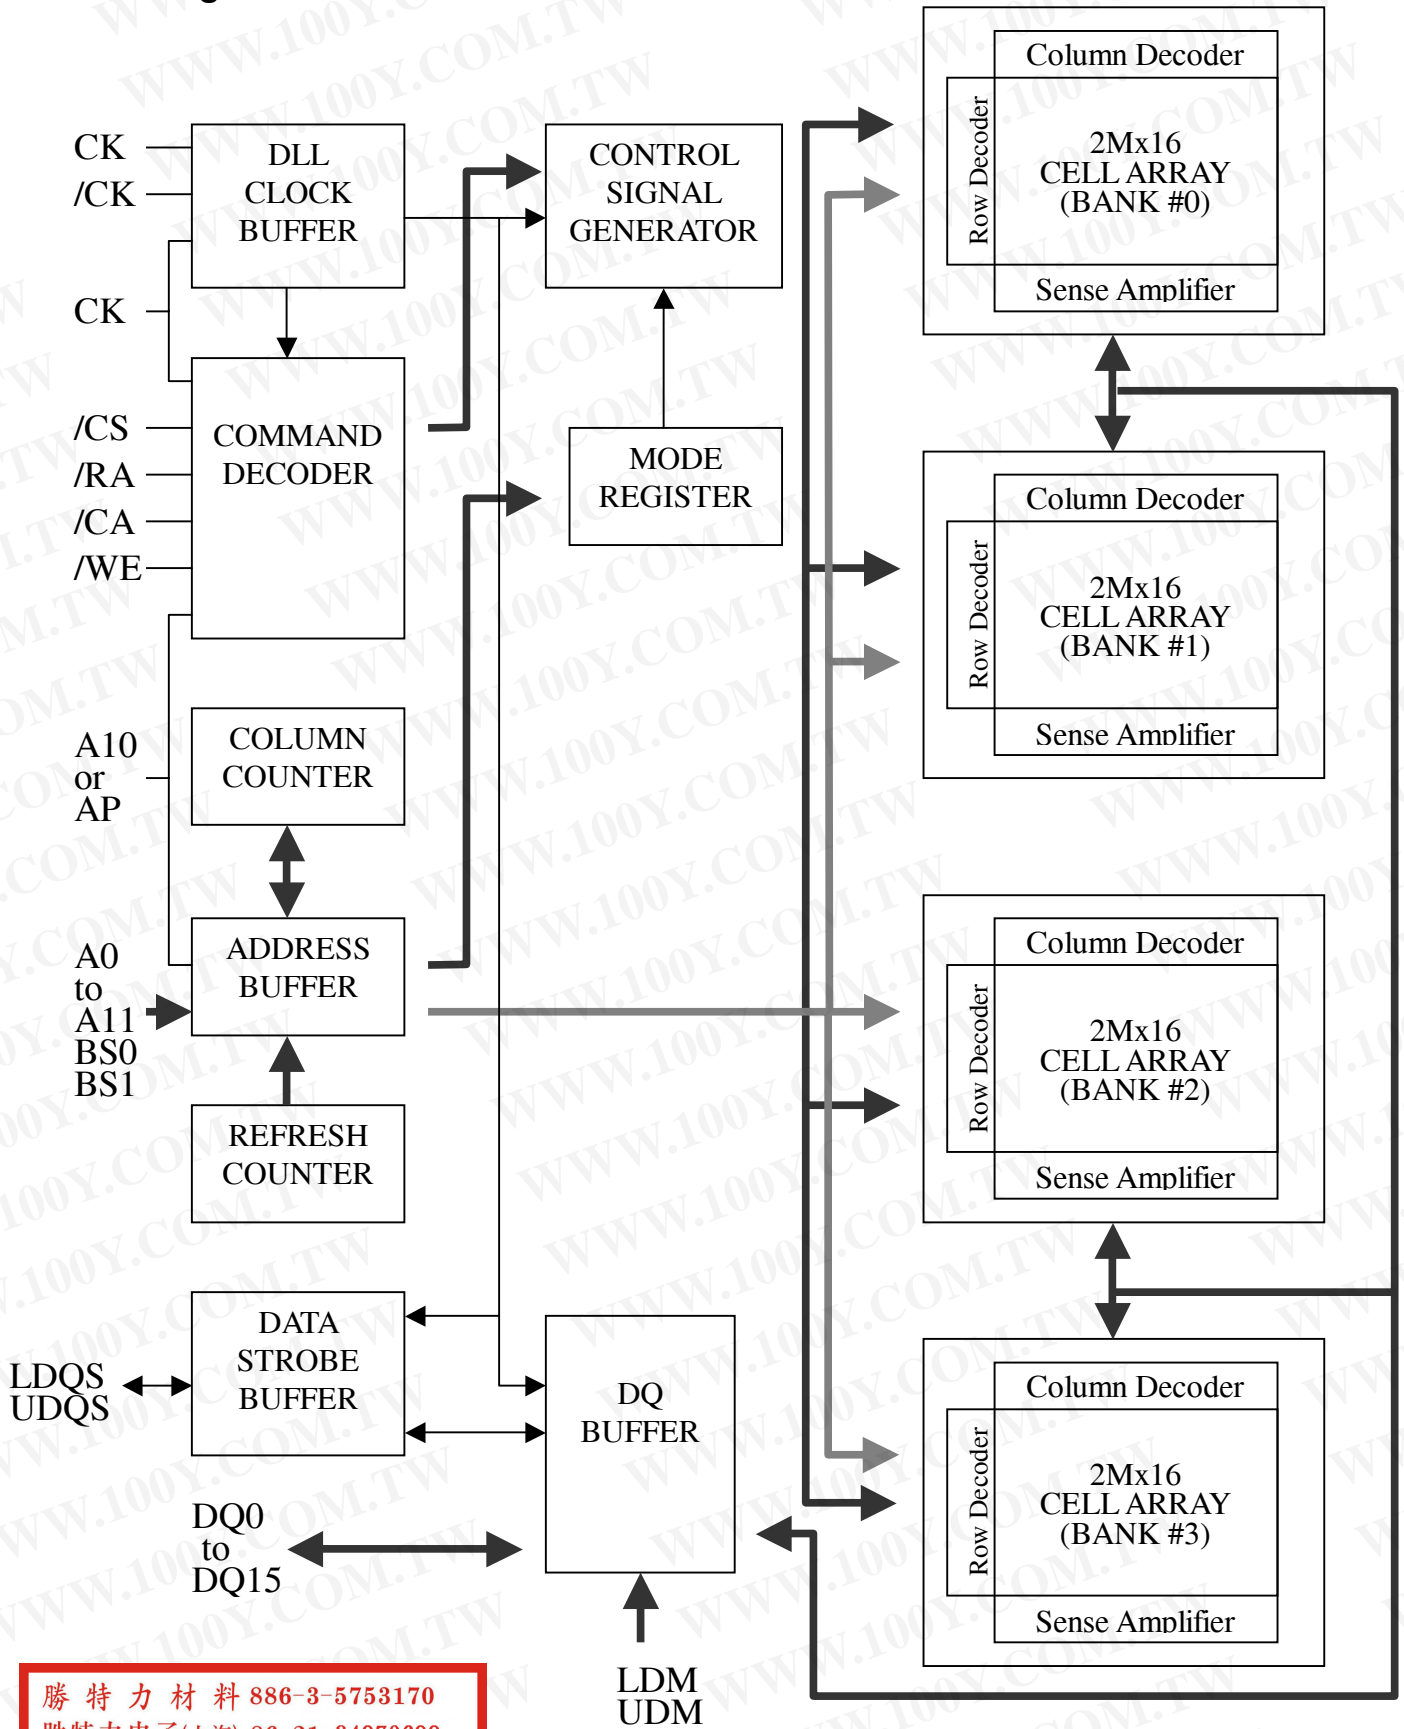 CK
/CK
CK
/CS
/RA
/CA
/WE
A10
or
AP
A0
to
A11
BS0
BS1
LDQS
UDQS
DQ0
to
DQ15
LDM
UDM
DLL
CLOCK
BUFFER
COMMAND
DECODER
COLUMN
COUNTER
ADDRESS
BUFFER
REFRESH
COUNTER
DATA
STROBE
BUFFER
CONTROL
SIGNAL
GENERATOR
MODE
REGISTER
DQ
BUFFER
Column Decoder
Row Decoder
2Mx16
CELL ARRAY
(BANK #0)
Sense Amplifier
Column Decoder
Row Decoder
2Mx16
CELL ARRAY
(BANK #1)
Sense Amplifier
Column Decoder
Row Decoder
2Mx16
CELL ARRAY
(BANK #2)
Sense Amplifier
Column Decoder
Row Decoder
2Mx16
CELL ARRAY
(BANK #3)
Sense Amplifier
勝 特 力 材 料 886-3-5753170
WWW.100Y.COM.TW